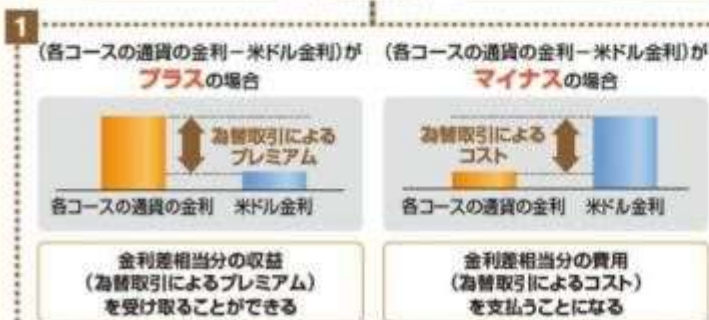 1
(各コースの通貨の金利－米ドル金利)が
プラスの場合
為替取引による
プレミアム
各コースの通貨の金利
米ドル金利
金利差相当分の収益
(為替取引によるプレミアム)
を受け取ることができる
(各コースの通貨の金利－米ドル金利)が
マイナスの場合
為替取引による
コスト
各コースの通貨の金利
米ドル金利
金利差相当分の費用
(為替取引によるコスト)
を支払うことになる